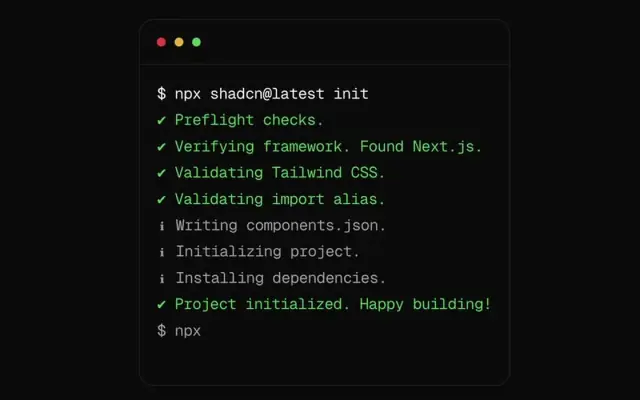 $ npx shadcn@latest init
✔ Preflight checks.
✔ Verifying framework. Found Next.js.
✔ Validating Tailwind CSS.
✔ Validating import alias.
ℹ Writing components.json.
ℹ Initializing project.
ℹ Installing dependencies.
✔ Project initialized. Happy building!
$ npx